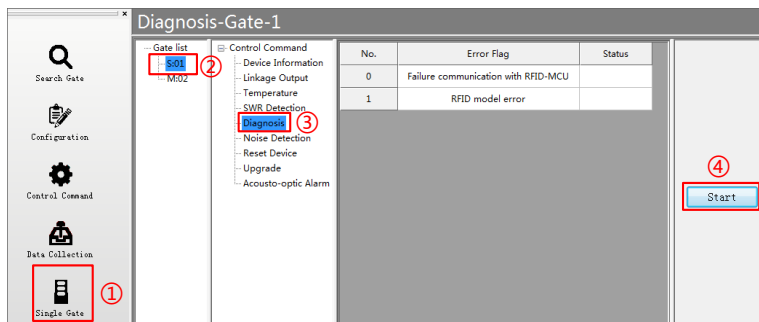 ×
Diagnosis-Gate-1
Search Gate
Configuration
Control Command
Data Collection
Single Gate
①
Gate list
S:01
M:02
②
Control Command
Device Information
Linkage Output
Temperature
SWR Detection
Diagnosis
Noise Detection
Reset Device
Upgrade
Acousto-optic Alarm
③
No. Error Flag Status
0 Failure communication with RFID-MCU
1 RFID model error
④
Start